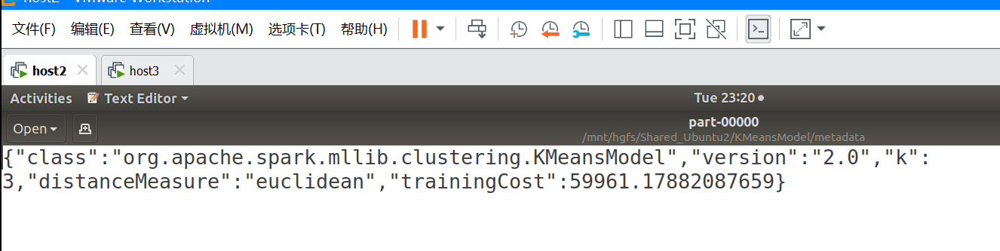 host2 - VMware Workstation
文件(F) 编辑(E) 查看(V) 虚拟机(M) 选项卡(T) 帮助(H)
host2 host3
Activities Text Editor Tue 23:20
Open part-00000
/mnt/hgfs/Shared_Ubuntu2/KMeansModel/metadata
{"class":"org.apache.spark.mllib.clustering.KMeansModel","version":"2.0","k":
3,"distanceMeasure":"euclidean","trainingCost":59961.17882087659}